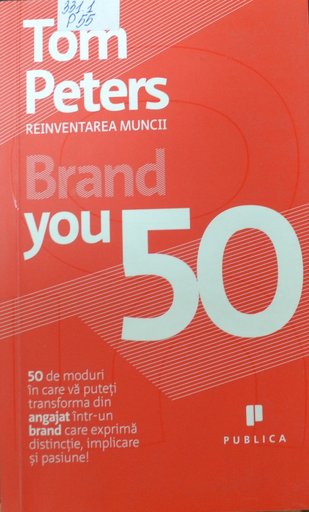 331.1
P55
Tom
Peters
REINVENTAREA MUNCII
Brand
you
50
50 de moduri
în care vă puteți
transforma din
angajat într-un
brand care exprimă
distincție, implicare
și pasiune!
PUBLICA